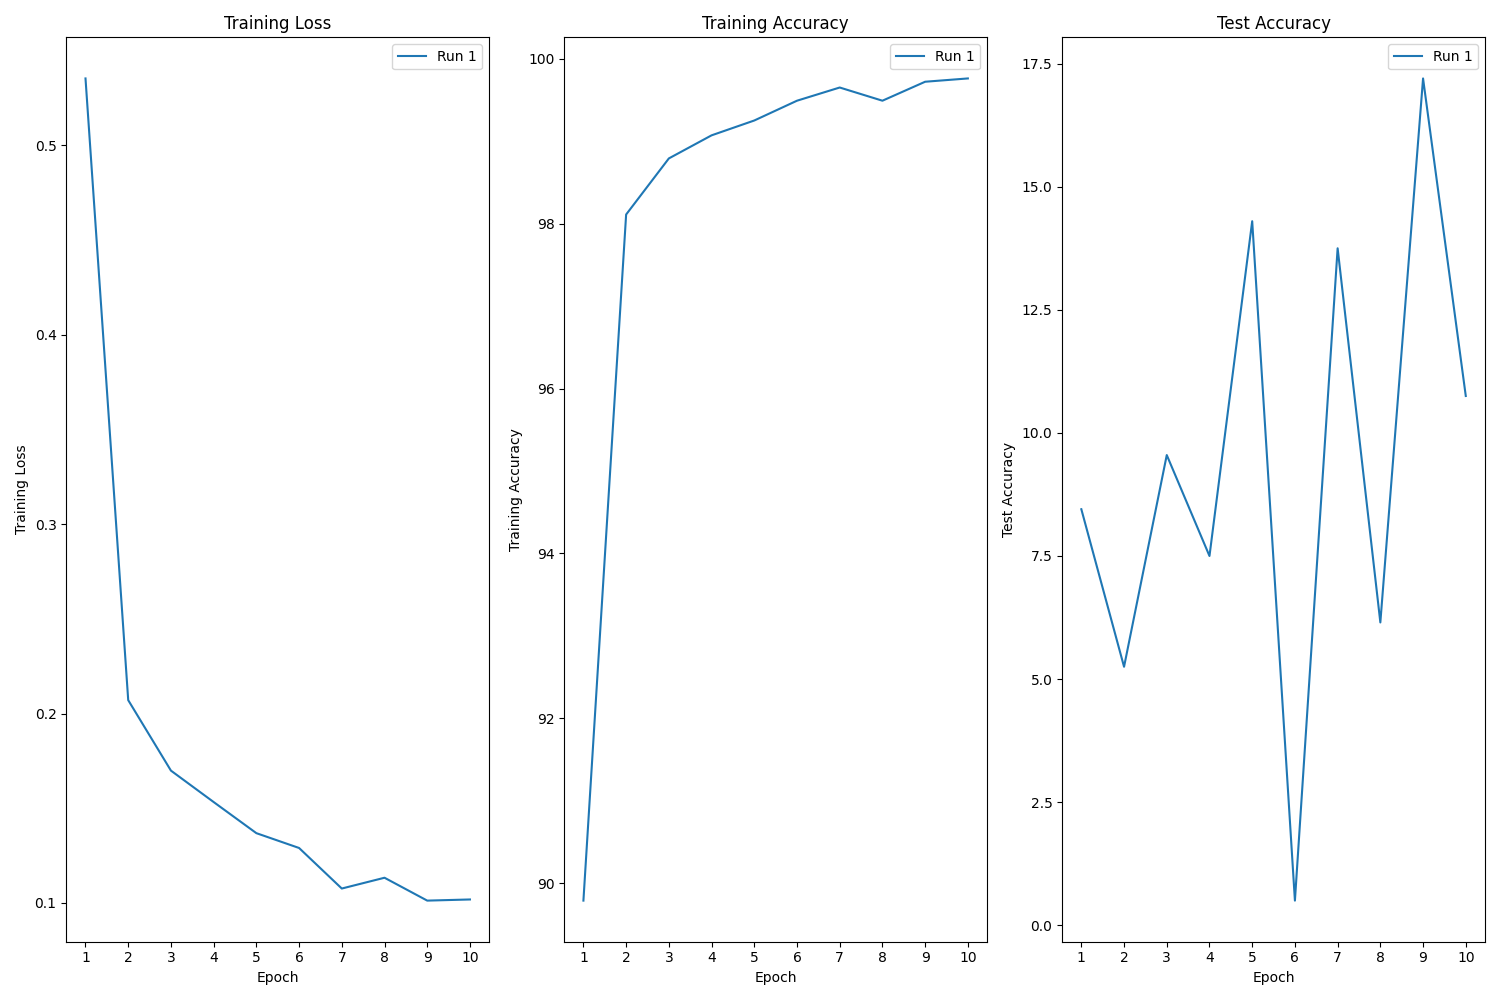 Training Loss
Run 1
0.5
0.4
0.3
0.2
0.1
Training Loss
1 2 3 4 5 6 7 8 9 10
Epoch
Training Accuracy
Run 1
100
98
96
94
92
90
Training Accuracy
1 2 3 4 5 6 7 8 9 10
Epoch
Test Accuracy
Run 1
17.5
15.0
12.5
10.0
7.5
5.0
2.5
0.0
Test Accuracy
1 2 3 4 5 6 7 8 9 10
Epoch